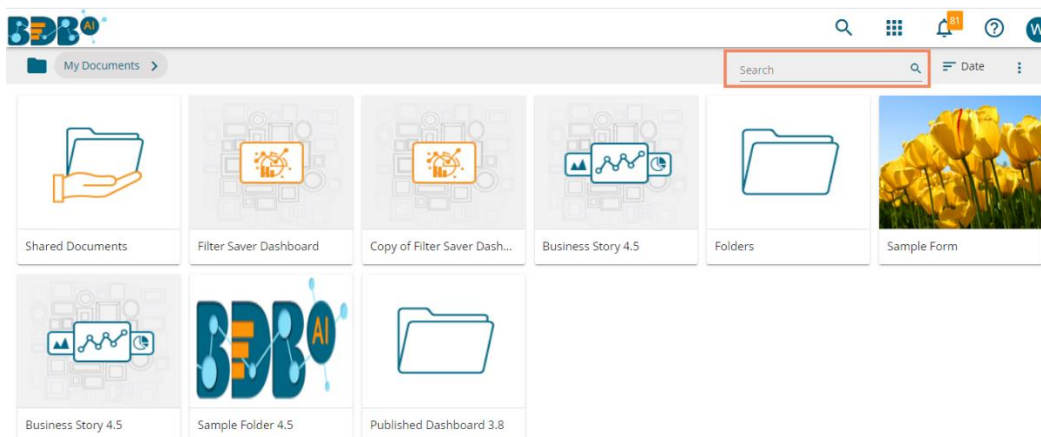 BDB AI
81
W
My Documents
Search
Date
Shared Documents
Filter Saver Dashboard
Copy of Filter Saver Dash...
Business Story 4.5
Folders
Sample Form
BDB AI
Business Story 4.5
Sample Folder 4.5
Published Dashboard 3.8